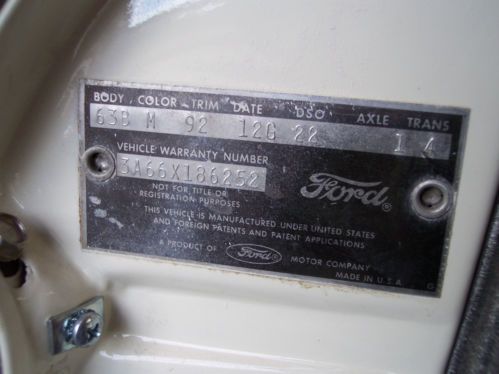 BODY COLOR - TRIM DATE DSO AXLE TRANS
63B M 92 12G 22 1 4
VEHICLE WARRANTY NUMBER
3A66X186252
Ford®
NOT FOR TITLE OR
REGISTRATION PURPOSES
THIS VEHICLE IS MANUFACTURED UNDER UNITED STATES
AND FOREIGN PATENTS AND PATENT APPLICATIONS
A PRODUCT OF Ford® MOTOR COMPANY
MADE IN U.S.A. G